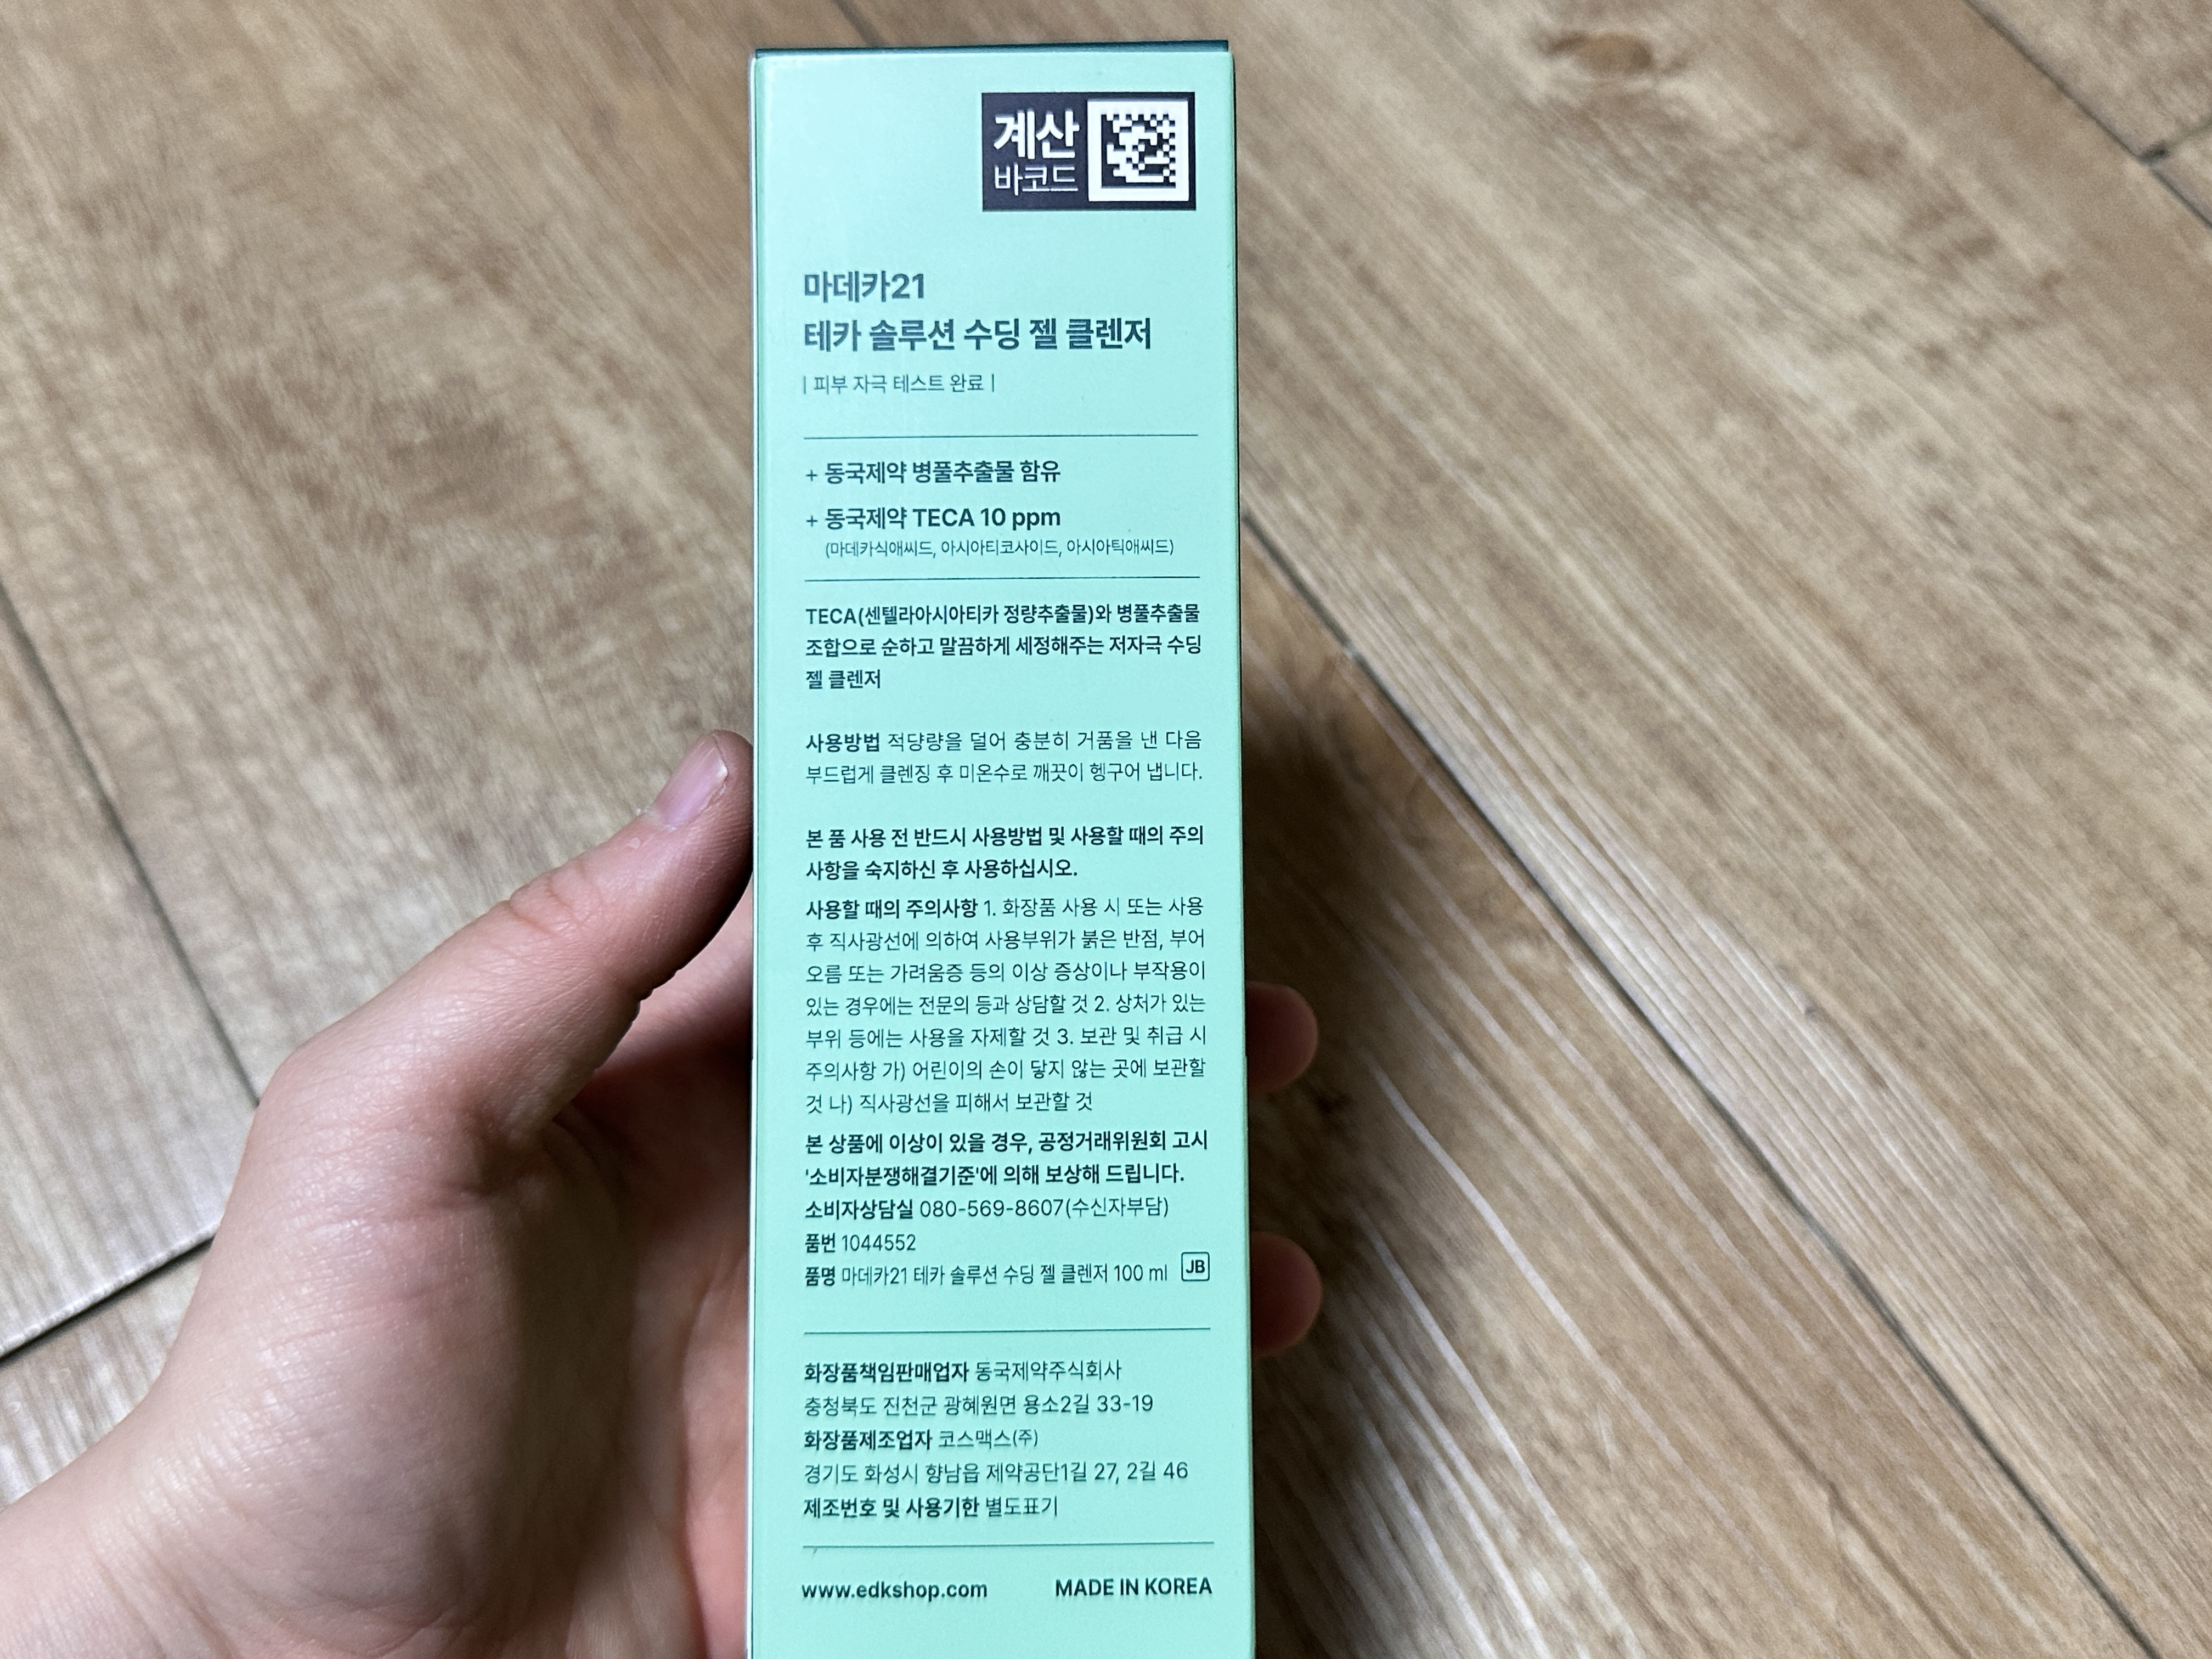 계산
바코드
마데카21
테카 솔루션 수딩 젤 클렌저
| 피부 자극 테스트 완료 |
+ 동국제약 병풀추출물 함유
+ 동국제약 TECA 10 ppm
(마데카식애씨드, 아시아티코사이드, 아시아틱애씨드)
TECA(센텔라아시아티카 정량추출물)와 병풀추출물
조합으로 순하고 말끔하게 세정해주는 저자극 수딩
젤 클렌저
사용방법 적당량을 덜어 충분히 거품을 낸 다음
부드럽게 클렌징 후 미온수로 깨끗이 헹구어 냅니다.
본 품 사용 전 반드시 사용방법 및 사용할 때의 주의
사항을 숙지하신 후 사용하십시오.
사용할 때의 주의사항 1. 화장품 사용 시 또는 사용
후 직사광선에 의하여 사용부위가 붉은 반점, 부어
오름 또는 가려움증 등의 이상 증상이나 부작용이
있는 경우에는 전문의 등과 상담할 것 2. 상처가 있는
부위 등에는 사용을 자제할 것 3. 보관 및 취급 시
주의사항 가) 어린이의 손이 닿지 않는 곳에 보관할
것 나) 직사광선을 피해서 보관할 것
본 상품에 이상이 있을 경우, 공정거래위원회 고시
'소비자분쟁해결기준'에 의해 보상해 드립니다.
소비자상담실 080-569-8607(수신자부담)
품번 1044552
품명 마데카21 테카 솔루션 수딩 젤 클렌저 100 ml JB
화장품책임판매업자 동국제약주식회사
충청북도 진천군 광혜원면 용소2길 33-19
화장품제조업자 코스맥스(주)
경기도 화성시 향남읍 제약공단1길 27, 2길 46
제조번호 및 사용기한 별도표기
www.edkshop.com MADE IN KOREA